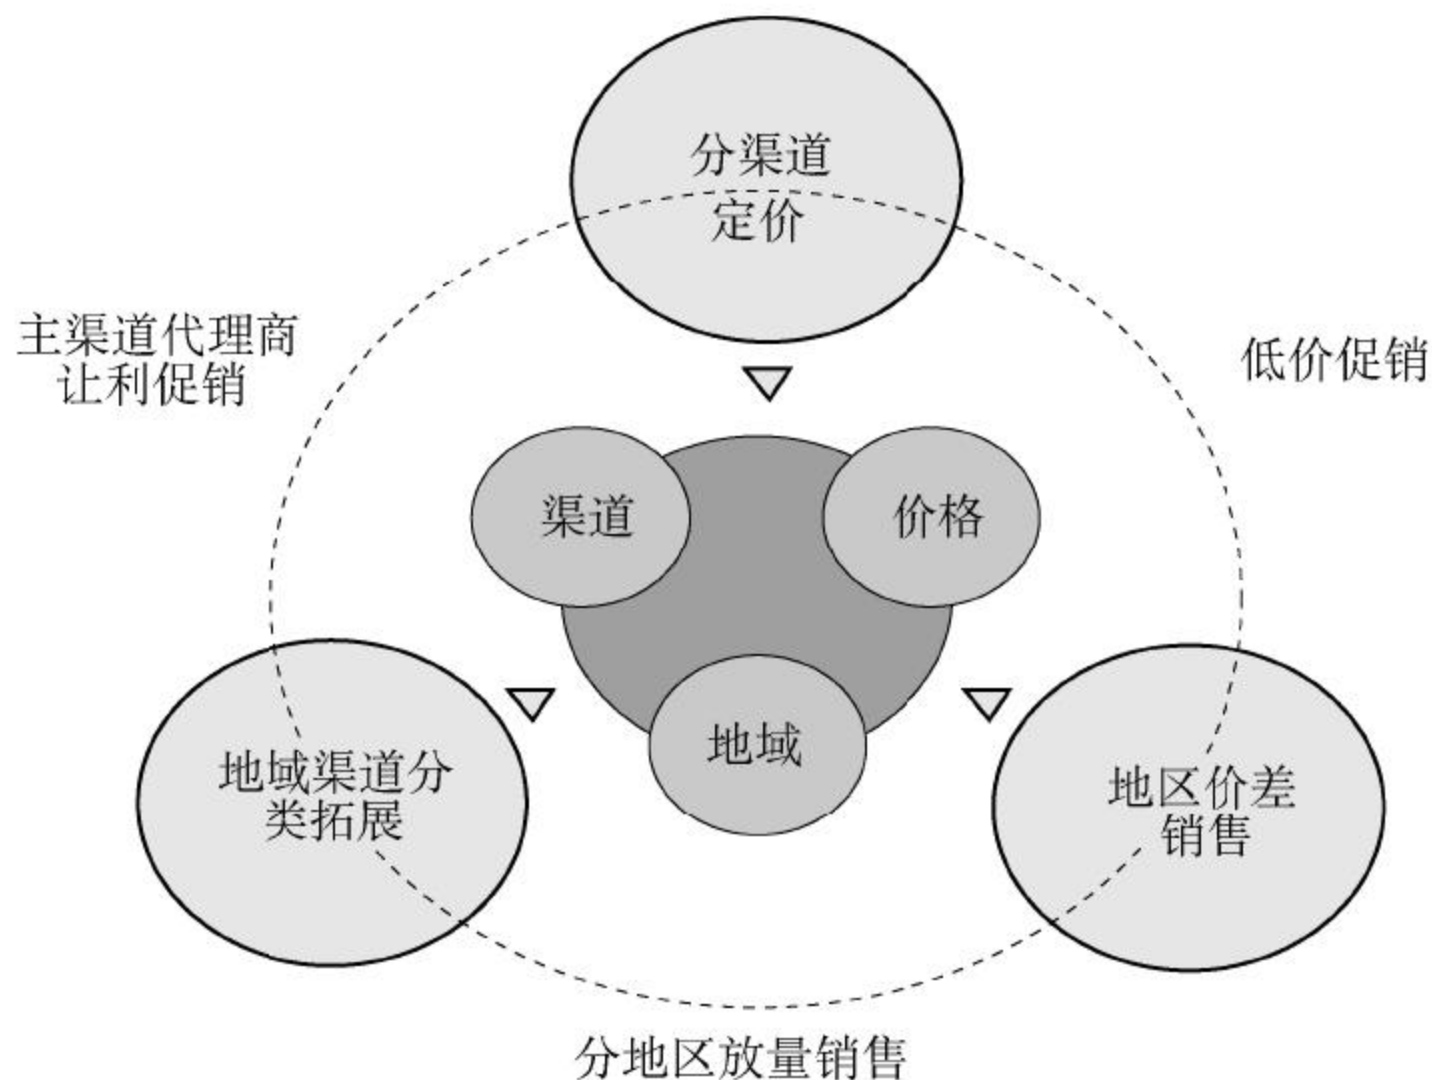 分渠道
定价
主渠道代理商
让利促销
低价促销
渠道
价格
地域
地域渠道分
类拓展
地区价差
销售
分地区放量销售